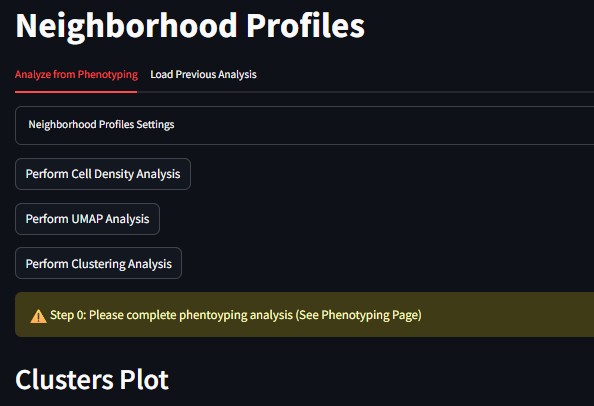 Neighborhood Profiles
Analyze from Phenotyping Load Previous Analysis
Neighborhood Profiles Settings
Perform Cell Density Analysis
Perform UMAP Analysis
Perform Clustering Analysis
Step 0: Please complete phentoyping analysis (See Phenotyping Page)
Clusters Plot